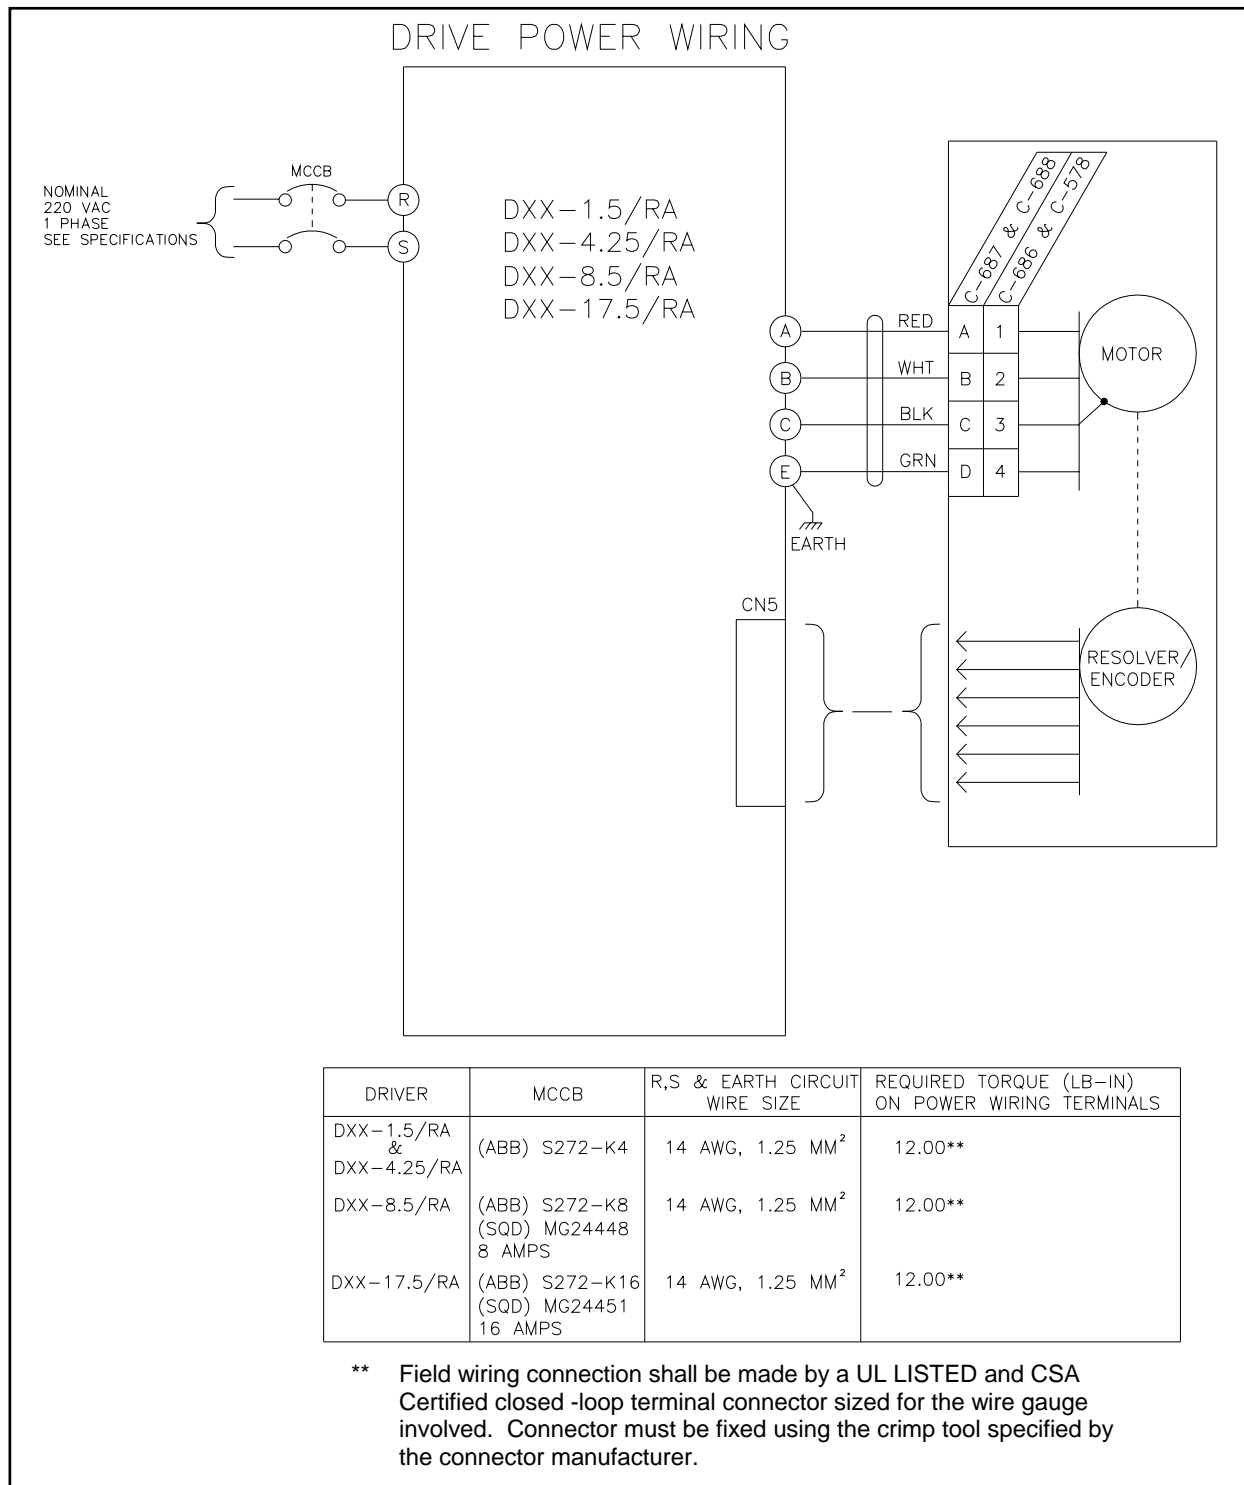 DRIVE POWER WIRING
MCCB
NOMINAL
220 VAC
1 PHASE
SEE SPECIFICATIONS
R
S
DXX-1.5/RA
DXX-4.25/RA
DXX-8.5/RA
DXX-17.5/RA
C-687 & C-688
C-686 & C-578
A RED A 1
B WHT B 2
C BLK C 3
E GRN D 4
MOTOR
EARTH
CN5
RESOLVER/
ENCODER
DRIVER
MCCB
R,S & EARTH CIRCUIT
WIRE SIZE
REQUIRED TORQUE (LB-IN)
ON POWER WIRING TERMINALS
DXX-1.5/RA
&
DXX-4.25/RA
(ABB) S272-K4
14 AWG, 1.25 MM²
12.00**
DXX-8.5/RA
(ABB) S272-K8
(SQD) MG24448
8 AMPS
14 AWG, 1.25 MM²
12.00**
DXX-17.5/RA
(ABB) S272-K16
(SQD) MG24451
16 AMPS
14 AWG, 1.25 MM²
12.00**
** Field wiring connection shall be made by a UL LISTED and CSA
Certified closed -loop terminal connector sized for the wire gauge
involved. Connector must be fixed using the crimp tool specified by
the connector manufacturer.